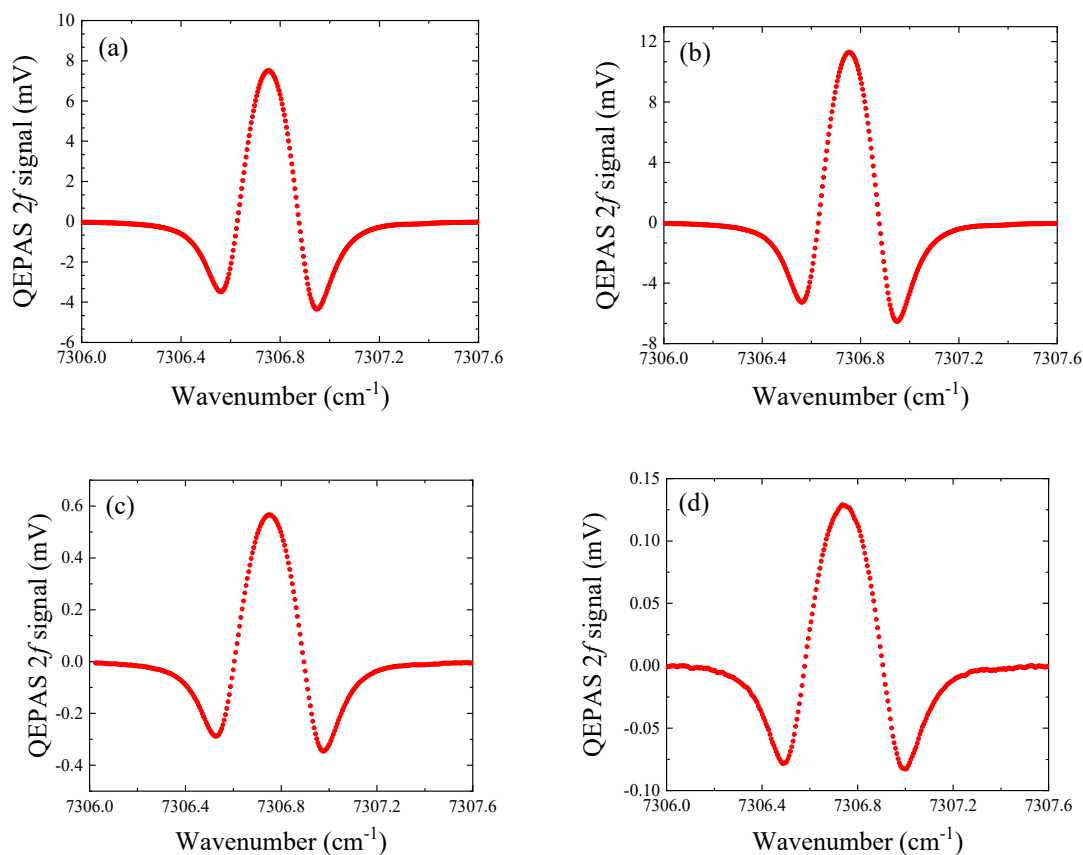 (a)
QEPAS 2f signal (mV)
10
8
6
4
2
0
-2
-4
-6
7306.0 7306.4 7306.8 7307.2 7307.6
Wavenumber (cm-1)
(b)
QEPAS 2f signal (mV)
12
8
4
0
-4
-8
7306.0 7306.4 7306.8 7307.2 7307.6
Wavenumber (cm-1)
(c)
QEPAS 2f signal (mV)
0.6
0.4
0.2
0.0
-0.2
-0.4
7306.0 7306.4 7306.8 7307.2 7307.6
Wavenumber (cm-1)
(d)
QEPAS 2f signal (mV)
0.15
0.10
0.05
0.00
-0.05
-0.10
7306.0 7306.4 7306.8 7307.2 7307.6
Wavenumber (cm-1)